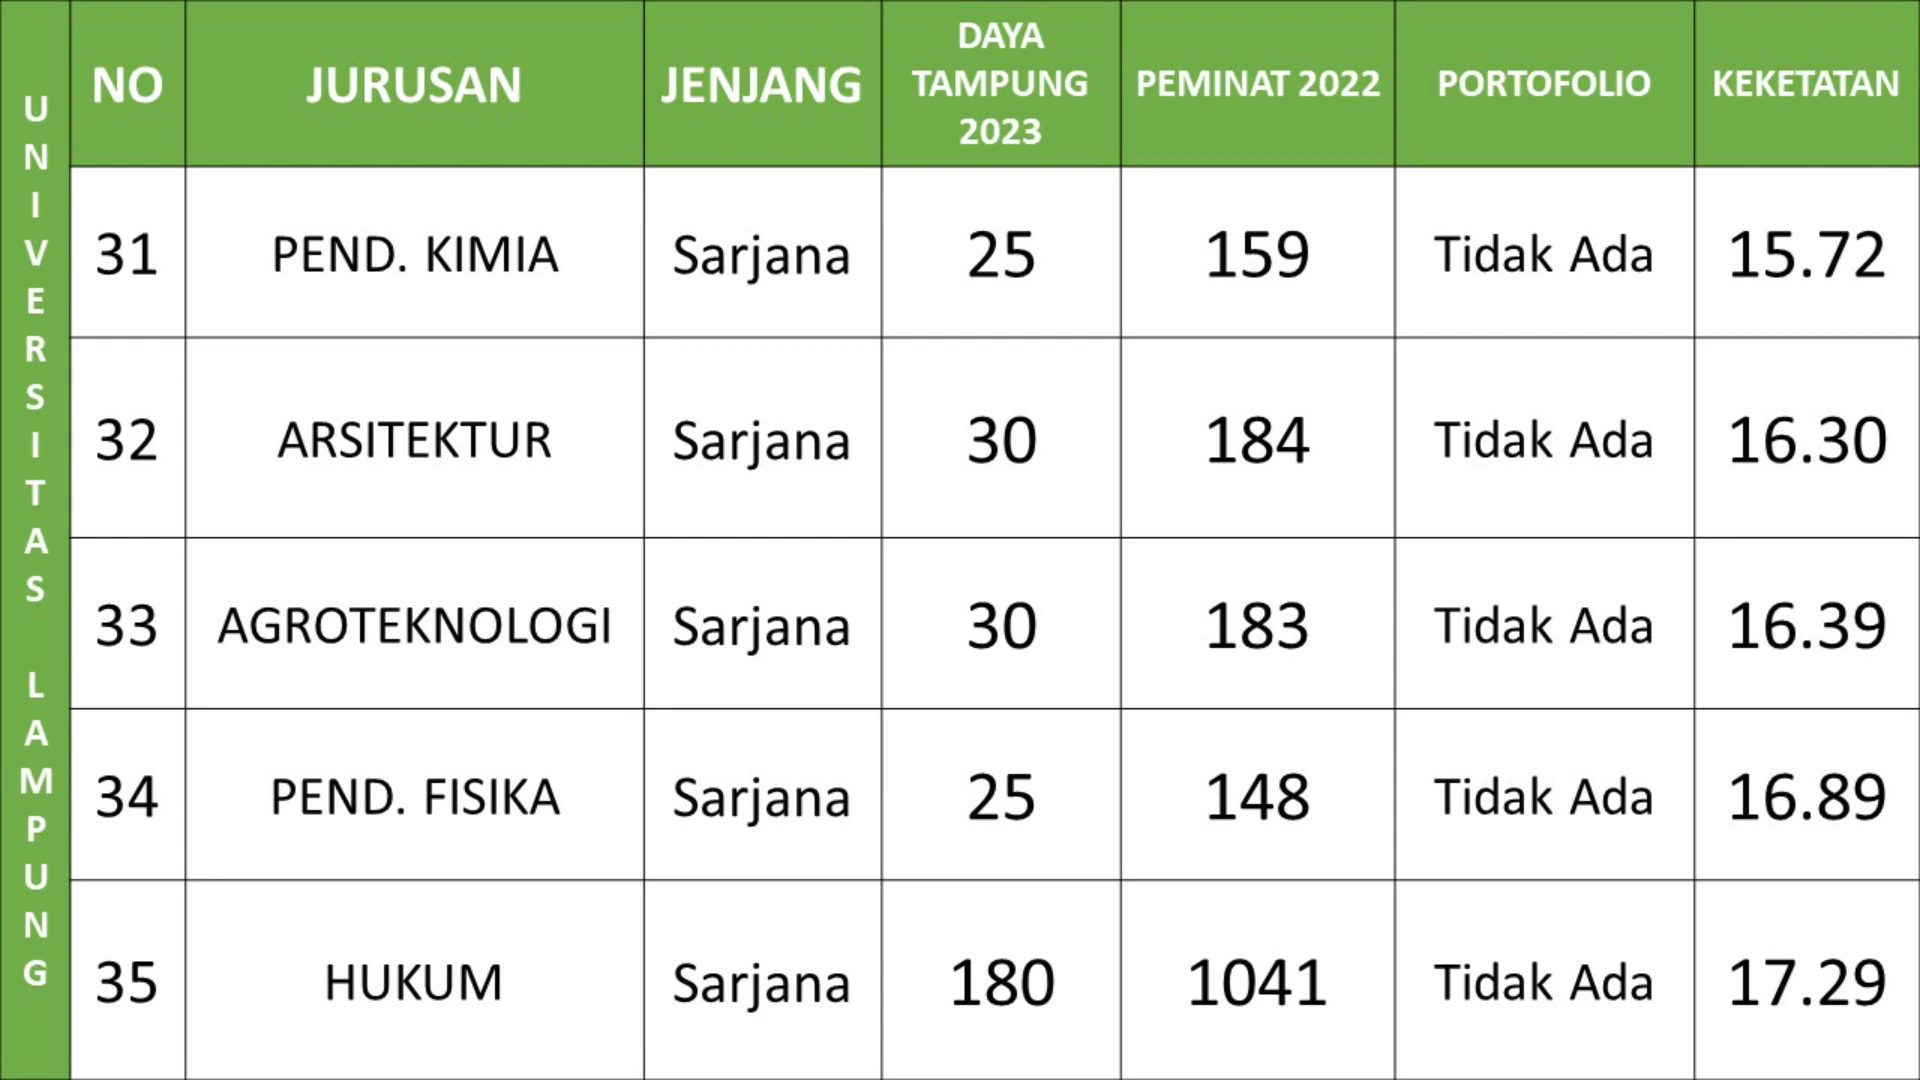 UNIVERSITAS LAMPUNG
NO JURUSAN JENJANG DAYA TAMPUNG 2023 PEMINAT 2022 PORTOFOLIO KEKETATAN
31 PEND. KIMIA Sarjana 25 159 Tidak Ada 15.72
32 ARSITEKTUR Sarjana 30 184 Tidak Ada 16.30
33 AGROTEKNOLOGI Sarjana 30 183 Tidak Ada 16.39
34 PEND. FISIKA Sarjana 25 148 Tidak Ada 16.89
35 HUKUM Sarjana 180 1041 Tidak Ada 17.29